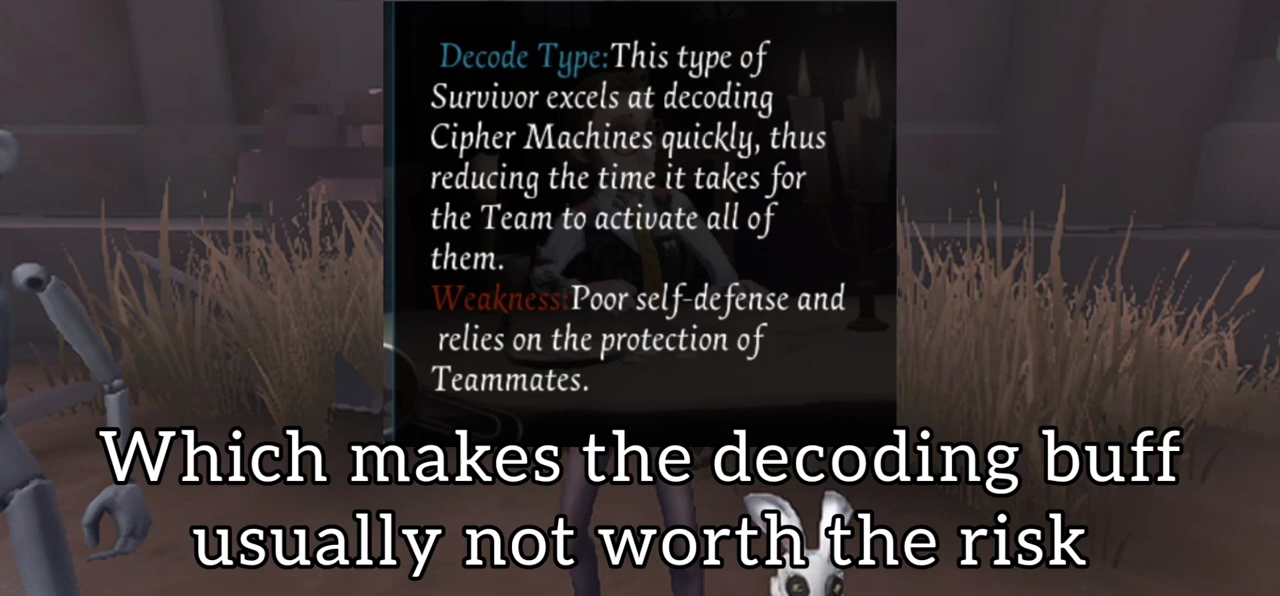 Decode Type:This type of
Survivor excels at decoding
Cipher Machines quickly, thus
reducing the time it takes for
the Team to activate all of
them.
Weakness:Poor self-defense and
relies on the protection of
Teammates.
Which makes the decoding buff
usually not worth the risk